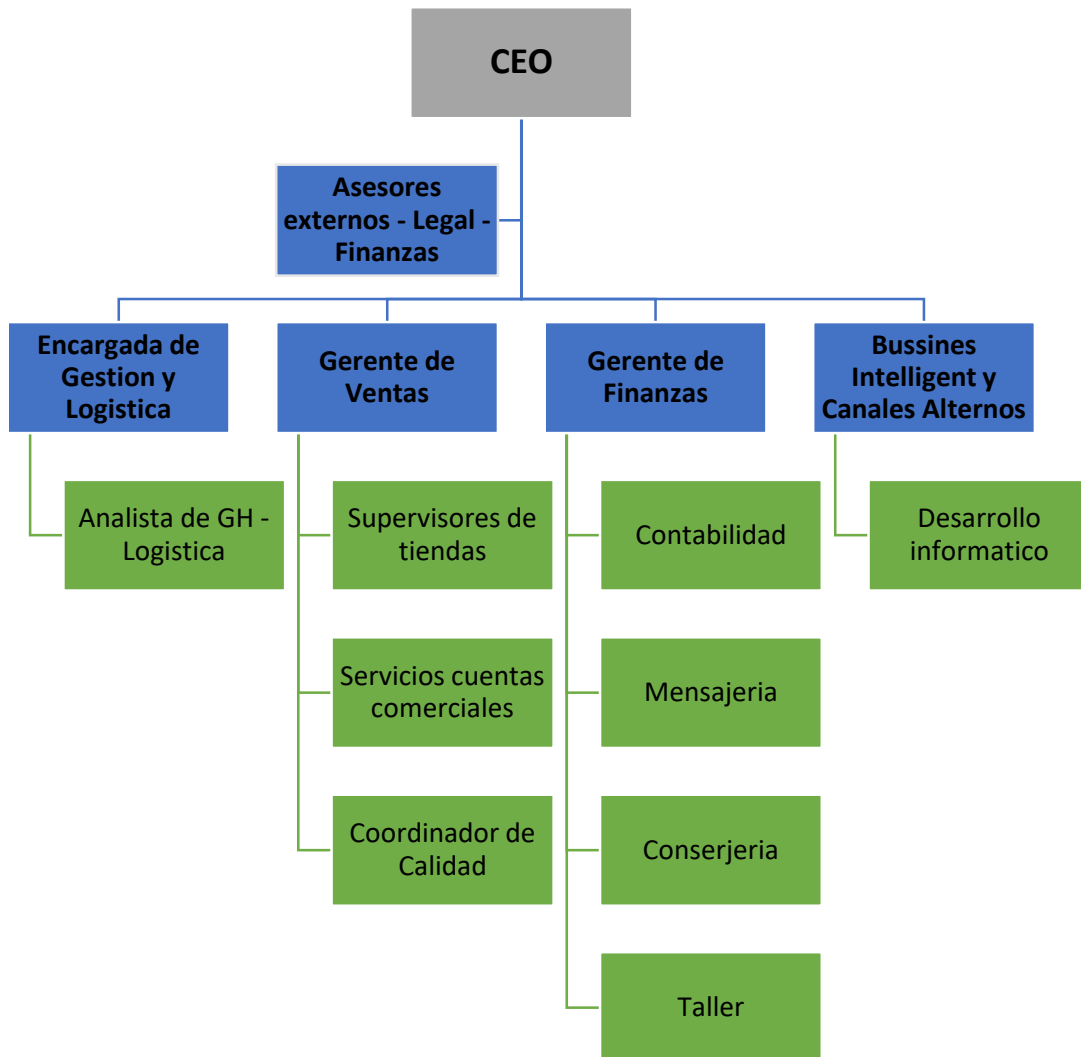 CEO
Asesores
externos - Legal -
Finanzas
Encargada de
Gestion y
Logistica
Gerente de
Ventas
Gerente de
Finanzas
Bussines
Intelligent y
Canales Alternos
Analista de GH -
Logistica
Supervisores de
tiendas
Contabilidad
Desarrollo
informatico
Servicios cuentas
comerciales
Mensajeria
Coordinador de
Calidad
Conserjeria
Taller